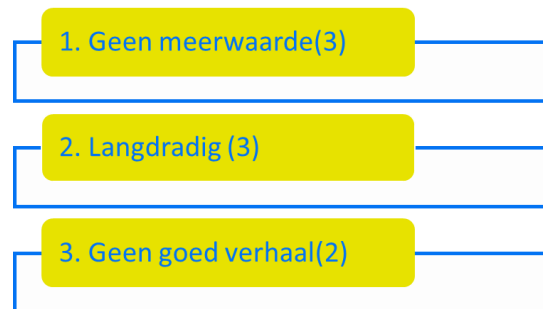 1. Geen meerwaarde(3)
2. Langdradig (3)
3. Geen goed verhaal(2)